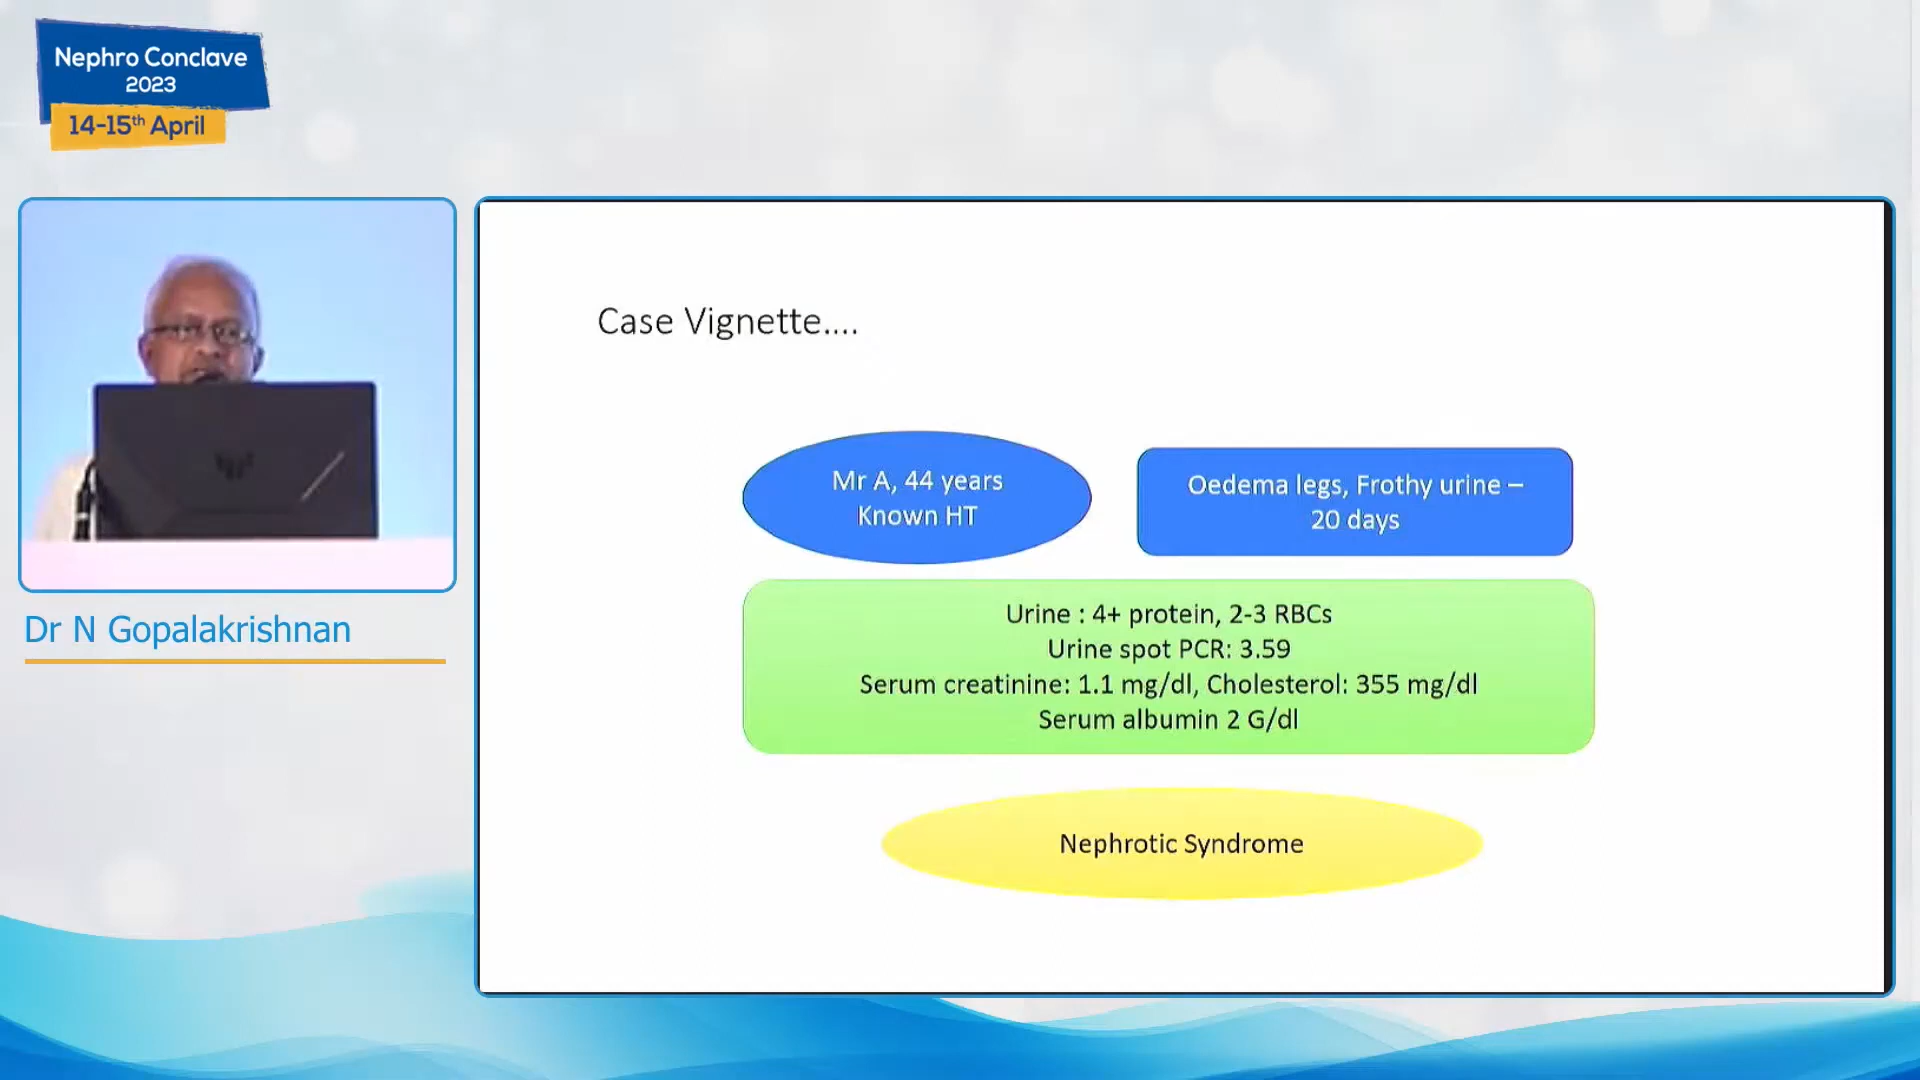 Nephro Conclave
2023
14-15th April
Dr N Gopalakrishnan
Case Vignette....
Mr A, 44 years
Known HT
Oedema legs, Frothy urine –
20 days
Urine : 4+ protein, 2-3 RBCs
Urine spot PCR: 3.59
Serum creatinine: 1.1 mg/dl, Cholesterol: 355 mg/dl
Serum albumin 2 G/dl
Nephrotic Syndrome